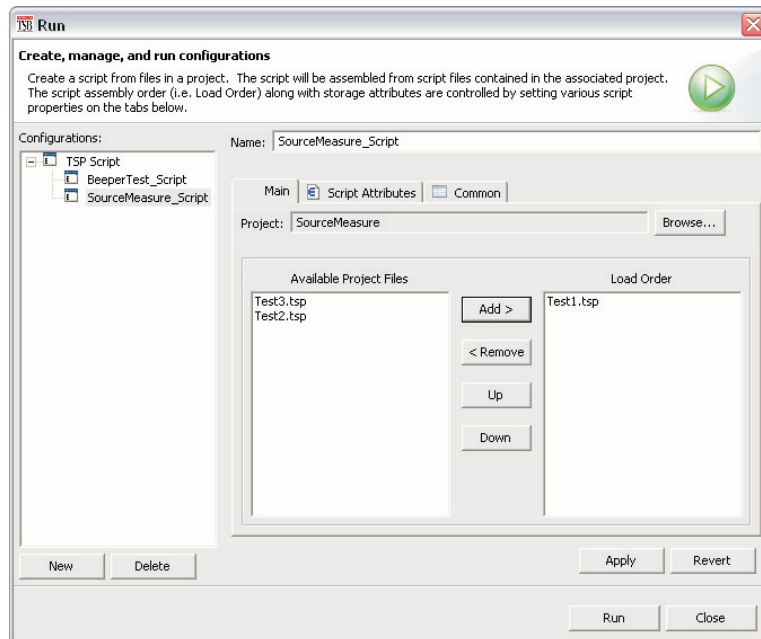 TSB Run
Create, manage, and run configurations
Create a script from files in a project. The script will be assembled from script files contained in the associated project.
The script assembly order (i.e. Load Order) along with storage attributes are controlled by setting various script
properties on the tabs below.
Configurations:
TSP Script
BeeperTest_Script
SourceMeasure_Script
Name: SourceMeasure_Script
Main Script Attributes Common
Project: SourceMeasure Browse...
Available Project Files
Test3.tsp
Test2.tsp
Add >
< Remove
Up
Down
Load Order
Test1.tsp
New Delete
Apply Revert
Run Close